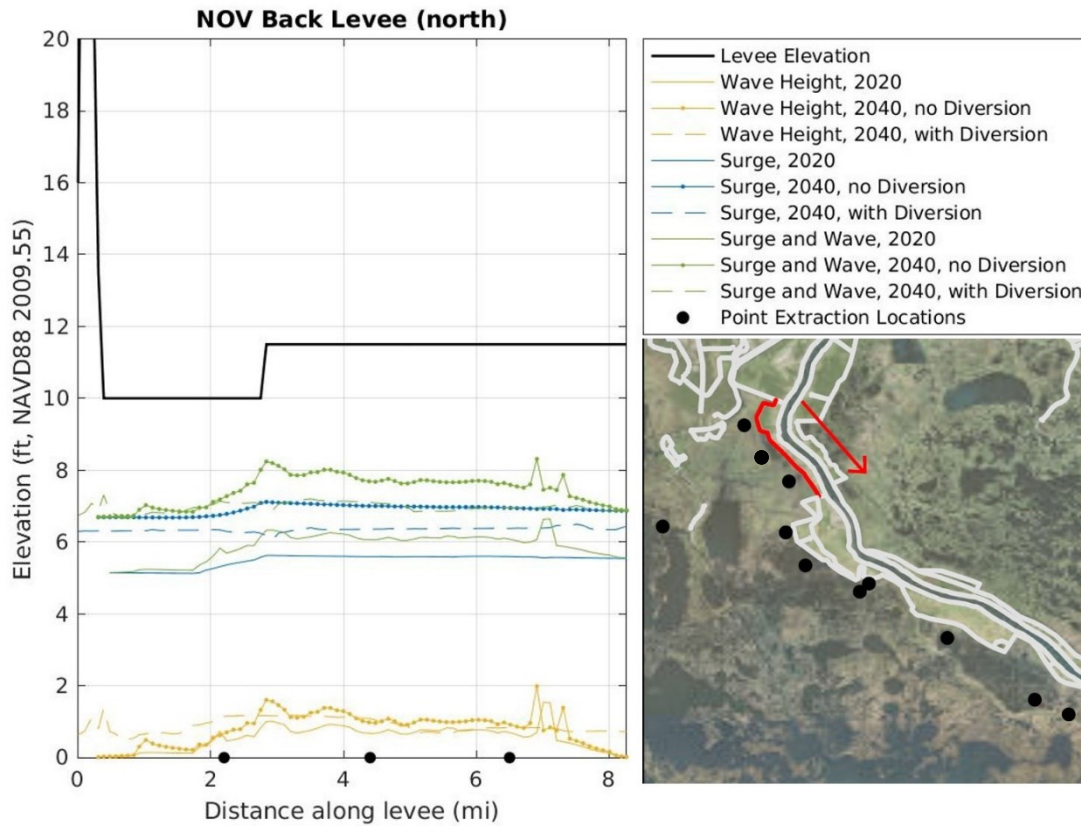 NOV Back Levee (north)
20
18
16
14
12
10
8
6
4
2
0
0
2
4
6
8
Elevation (ft, NAVD88 2009.55)
Distance along levee (mi)
Levee Elevation
Wave Height, 2020
Wave Height, 2040, no Diversion
Wave Height, 2040, with Diversion
Surge, 2020
Surge, 2040, no Diversion
Surge, 2040, with Diversion
Surge and Wave, 2020
Surge and Wave, 2040, no Diversion
Surge and Wave, 2040, with Diversion
Point Extraction Locations